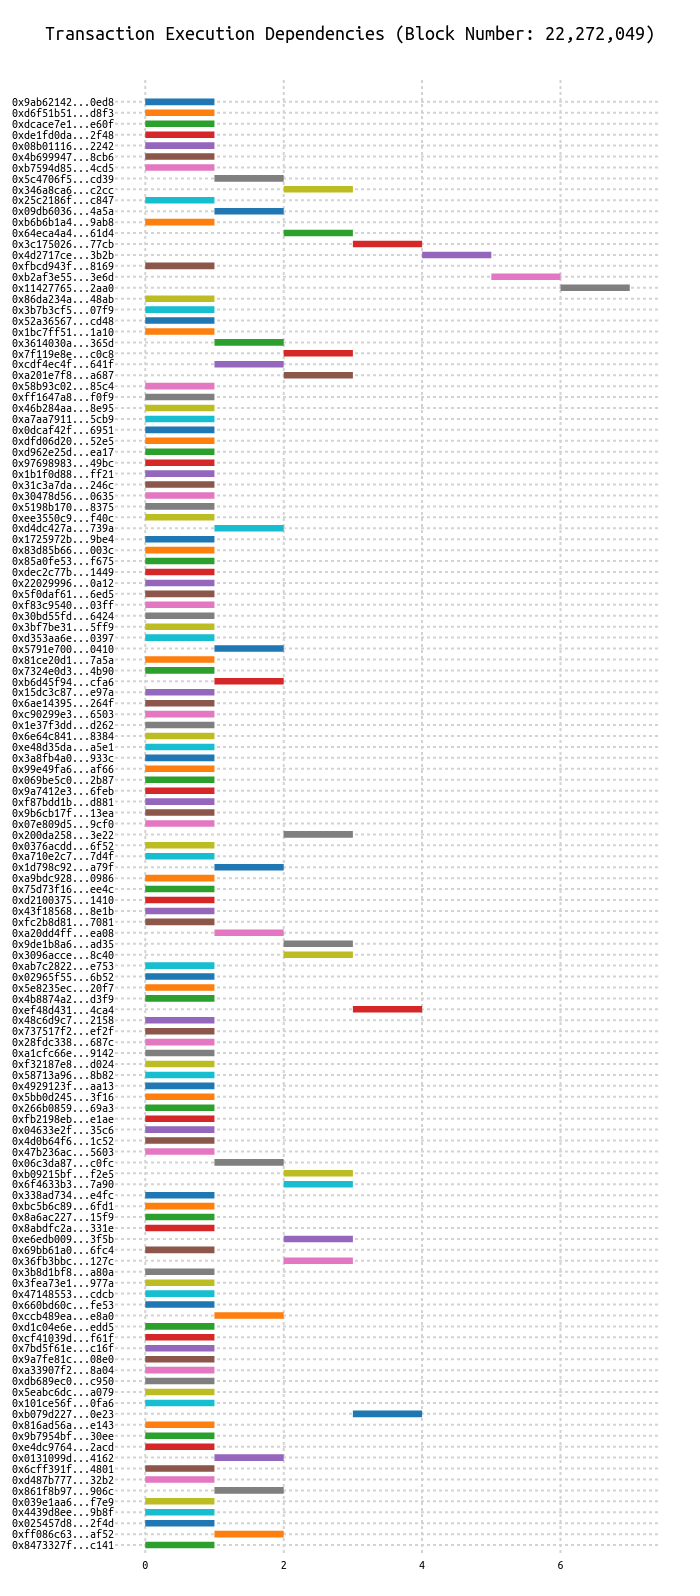 Transaction Execution Dependencies (Block Number: 22,272,049)
0x9ab62142...0ed8
0xd6f51b51...d8f3
0xdcace7e1...e60f
0xde1fd0da...2f48
0x08b01116...2242
0x4b699947...8cb6
0xb7594d85...4cd5
0x5c4706f5...cd39
0x346a8ca6...c2cc
0x25c2186f...c847
0x09db6036...4a5a
0xb6b6b1a4...9ab8
0x64eca4a4...61d4
0x3c175026...77cb
0x4d2717ce...3b2b
0xfbcd943f...8169
0xb2af3e55...3e6d
0x11427765...2aa0
0x86da234a...48ab
0x3b7b3cf5...07f9
0x52a36567...cd48
0x1bc7ff51...1a10
0x3614030a...365d
0x7f119e8e...c0c8
0xcdf4ec4f...641f
0xa201e7f8...a687
0x58b93c02...85c4
0xff1647a8...f0f9
0x46b284aa...8e95
0xa7aa7911...5cb9
0x0dcaf42f...6951
0xdfd06d20...52e5
0xd962e25d...ea17
0x97698983...49bc
0x1b1f0d88...ff21
0x31c3a7da...246c
0x30478d56...0635
0x5198b170...8375
0xee3550c9...f40c
0xd4dc427a...739a
0x1725972b...9be4
0x83d85b66...003c
0x85a0fe53...f675
0xdec2c77b...1449
0x22029996...0a12
0x5f0daf61...6ed5
0xf83c9540...03ff
0x30bd55fd...6424
0x3bf7be31...5ff9
0xd353aa6e...0397
0x5791e700...0410
0x81ce20d1...7a5a
0x7324e0d3...4b90
0xb6d45f94...cfa6
0x15dc3c87...e97a
0x6ae14395...264f
0xc90299e3...6503
0x1e37f3dd...d262
0x6e64c841...8384
0xe48d35da...a5e1
0x3a8fb4a0...933c
0x99e49fa6...af66
0x069be5c0...2b87
0x9a7412e3...6feb
0xf87bdd1b...d881
0x9b6cb17f...13ea
0x07e809d5...9cf0
0x200da258...3e22
0x0376acdd...6f52
0xa710e2c7...7d4f
0x1d798c92...a79f
0xa9bdc928...0986
0x75d73f16...ee4c
0xd2100375...1410
0x43f18568...8e1b
0xfc2b8d81...7081
0xa20dd4ff...ea08
0x9de1b8a6...ad35
0x3096acce...8c40
0xab7c2822...e753
0x02965f55...6b52
0x5e8235ec...20f7
0x4b8874a2...d3f9
0xef48d431...4ca4
0x48c6d9c7...2158
0x737517f2...ef2f
0x28fdc338...687c
0xa1cfc66e...9142
0xf32187e8...d024
0x58713a96...8b82
0x4929123f...aa13
0x5bb0d245...3f16
0x266b0859...69a3
0xfb2198eb...e1ae
0x04633e2f...35c6
0x4d0b64f6...1c52
0x47b236ac...5603
0x06c3da87...c0fc
0xb09215bf...f2e5
0x6f4633b3...7a90
0x338ad734...e4fc
0xbc5b6c89...6fd1
0x8a6ac227...15f9
0x8abdfc2a...331e
0xe6edb009...3f5b
0x69bb61a0...6fc4
0x36fb3bbc...127c
0x3b8d1bf8...a80a
0x3fea73e1...977a
0x47148553...cdcb
0x660bd60c...fe53
0xccb489ea...e8a0
0xd1c04e6e...edd5
0xcf41039d...f61f
0x7bd5f61e...c16f
0x9a7fe81c...08e0
0xa33907f2...8a04
0xdb689ec0...c950
0x5eabc6dc...a079
0x101ce56f...0fa6
0xb079d227...0e23
0x816ad56a...e143
0x9b7954bf...30ee
0xe4dc9764...2acd
0x0131099d...4162
0x6cff391f...4801
0xd487b777...32b2
0x861f8b97...906c
0x039e1aa6...f7e9
0x4439d8ee...9b8f
0x025457d8...2f4d
0xff086c63...af52
0x8473327f...c141
0 2 4 6